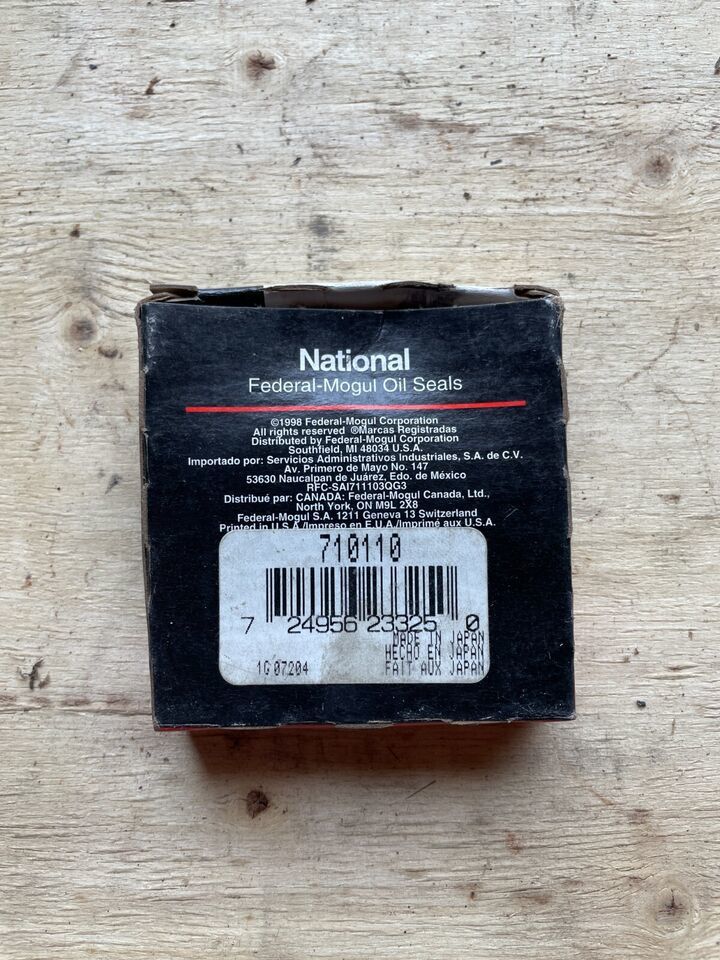 National
Federal-Mogul Oil Seals
©1998 Federal-Mogul Corporation
All rights reserved ®Marcas Registradas
Distributed by Federal-Mogul Corporation
Southfield, MI 48034 U.S.A.
Importado por: Servicios Administrativos Industriales, S.A. de C.V.
Av. Primero de Mayo No. 147
53630 Naucalpan de Juárez, Edo. de México
RFC-SAI711103QG3
Distribué par: CANADA: Federal-Mogul Canada, Ltd.,
North York, ON M9L 2X8
Federal-Mogul S.A. 1211 Geneva 13 Switzerland
Printed in U.S.A./Impreso en E.U.A./Imprimé aux U.S.A.
710110
7 24956 23325 0
MADE IN JAPAN
HECHO EN JAPAN
1G07204 FAIT AUX JAPAN